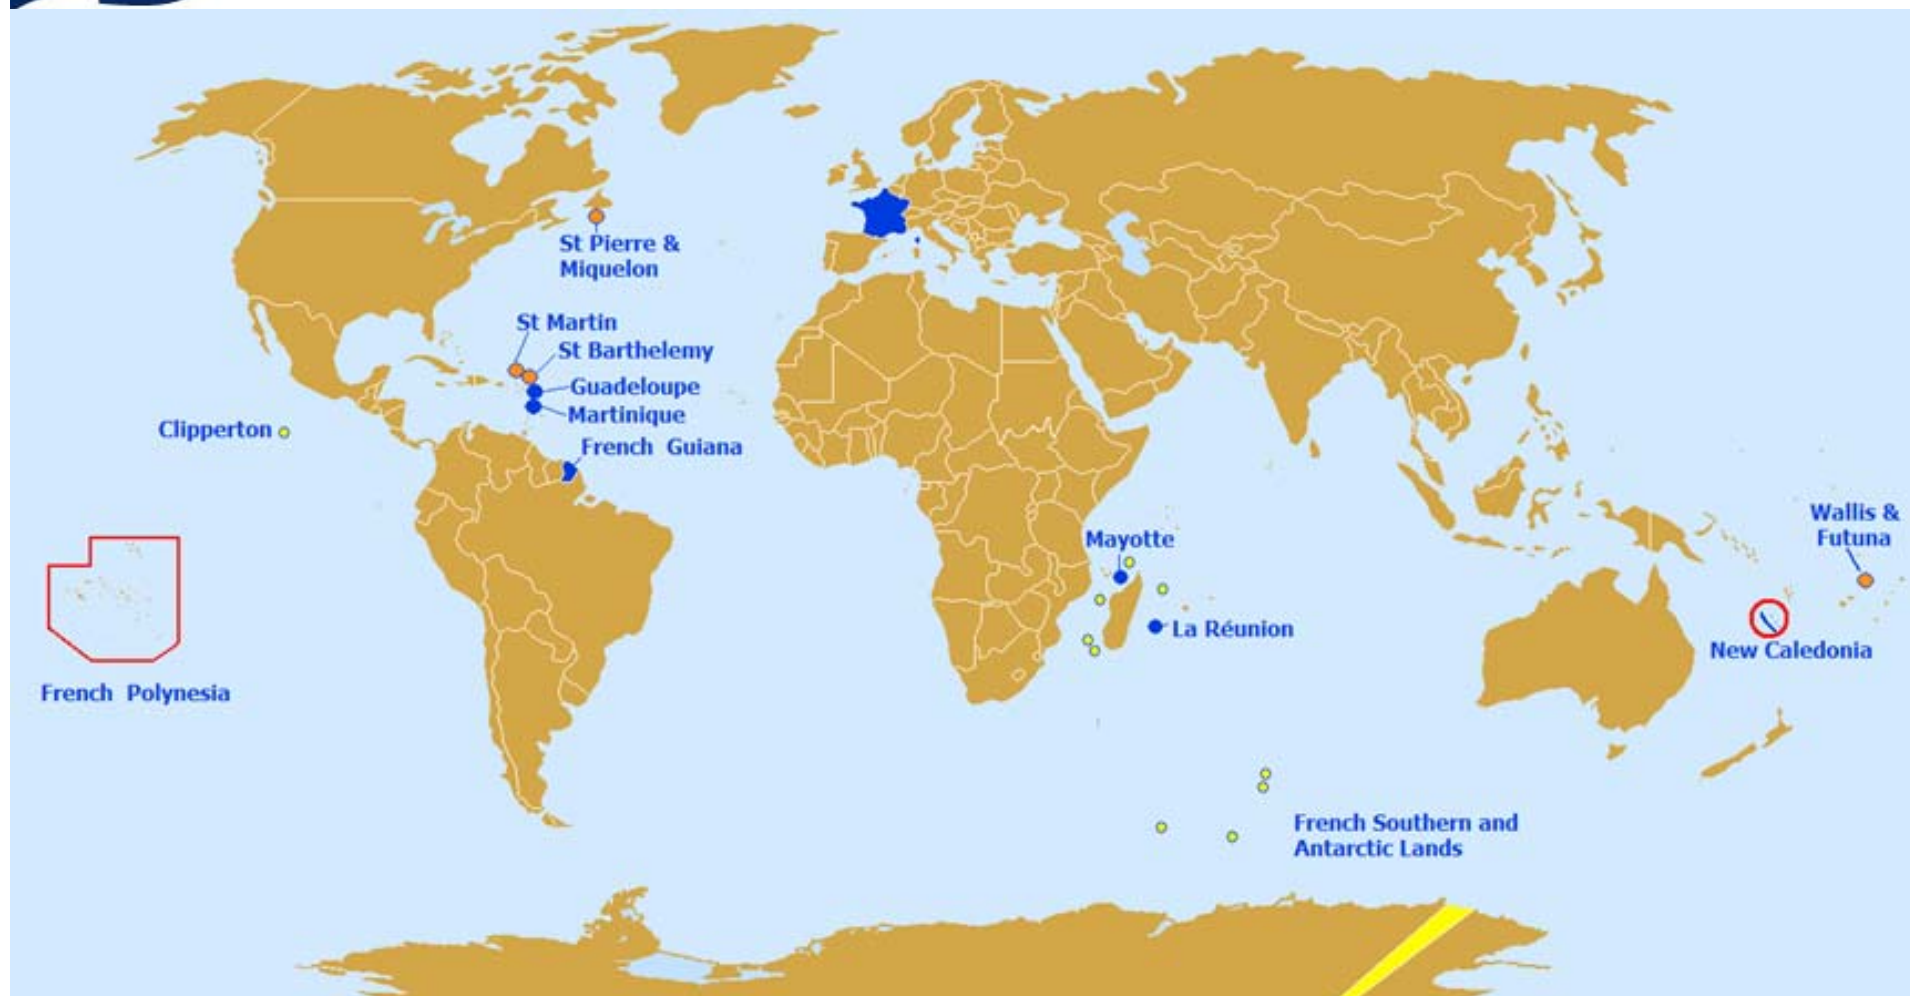 St Pierre &
Miquelon
St Martin
St Barthelemy
Guadeloupe
Martinique
Clipperton
French Guiana
Wallis &
Futuna
Mayotte
La Réunion
New Caledonia
French Polynesia
French Southern and
Antarctic Lands